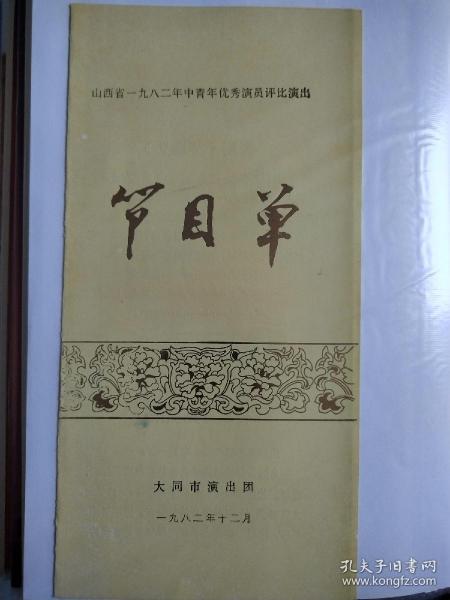 山西省一九八二年中青年优秀演员评比演出
节目单
大同市演出团
一九八二年十二月
孔夫子旧书网
www.kongfz.com